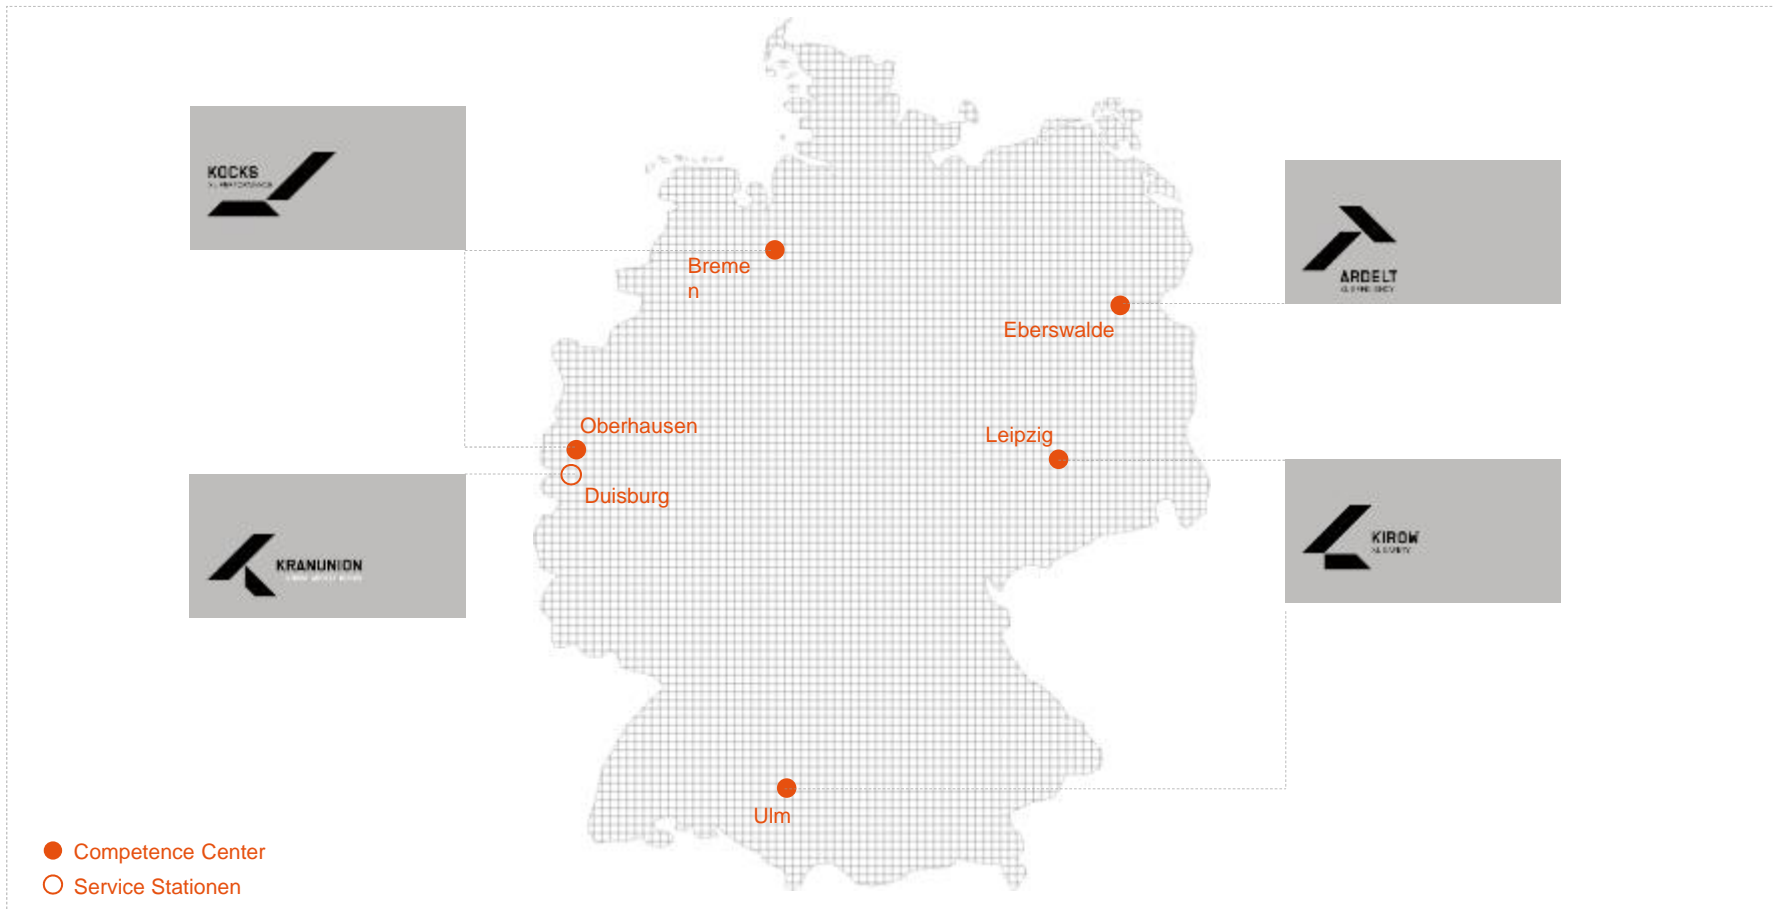 KOCKS
Breme
n
ARDELT
Eberswalde
Oberhausen
Leipzig
Duisburg
KRANUNION
KIROW
Ulm
Competence Center
Service Stationen